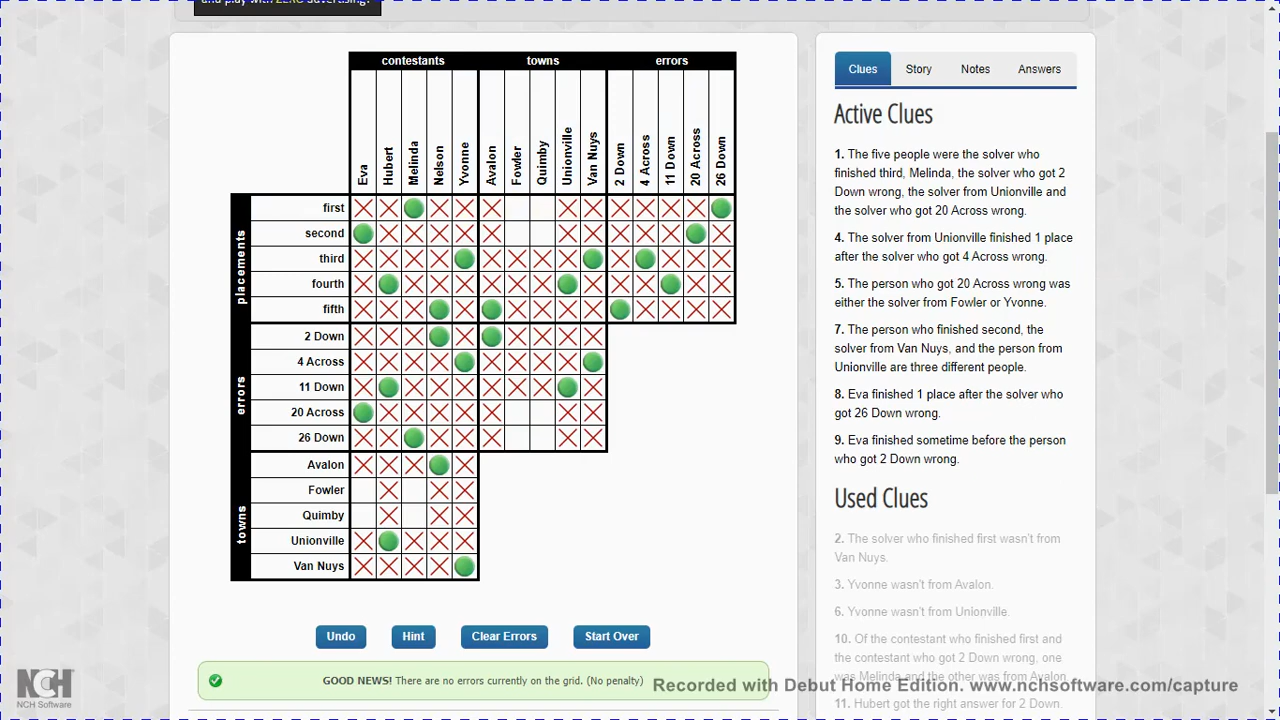 and play with ZERO advertising!
contestants
towns
errors
Eva
Hubert
Melinda
Nelson
Yvonne
Avalon
Fowler
Quimby
Unionville
Van Nuys
2 Down
4 Across
11 Down
20 Across
26 Down
placements
first
second
third
fourth
fifth
errors
2 Down
4 Across
11 Down
20 Across
26 Down
towns
Avalon
Fowler
Quimby
Unionville
Van Nuys
Undo
Hint
Clear Errors
Start Over
GOOD NEWS! There are no errors currently on the grid. (No penalty)
Clues
Story
Notes
Answers
Active Clues
1. The five people were the solver who
finished third, Melinda, the solver who got 2
Down wrong, the solver from Unionville and
the solver who got 20 Across wrong.
4. The solver from Unionville finished 1 place
after the solver who got 4 Across wrong.
5. The person who got 20 Across wrong was
either the solver from Fowler or Yvonne.
7. The person who finished second, the
solver from Van Nuys, and the person from
Unionville are three different people.
8. Eva finished 1 place after the solver who
got 26 Down wrong.
9. Eva finished sometime before the person
who got 2 Down wrong.
Used Clues
2. The solver who finished first wasn't from
Van Nuys.
3. Yvonne wasn't from Avalon.
6. Yvonne wasn't from Unionville.
10. Of the contestant who finished first and
the contestant who got 2 Down wrong, one
was Melinda and the other was from Avalon.
11. Hubert got the right answer for 2 Down.
NCH
NCH Software
Recorded with Debut Home Edition. www.nchsoftware.com/capture